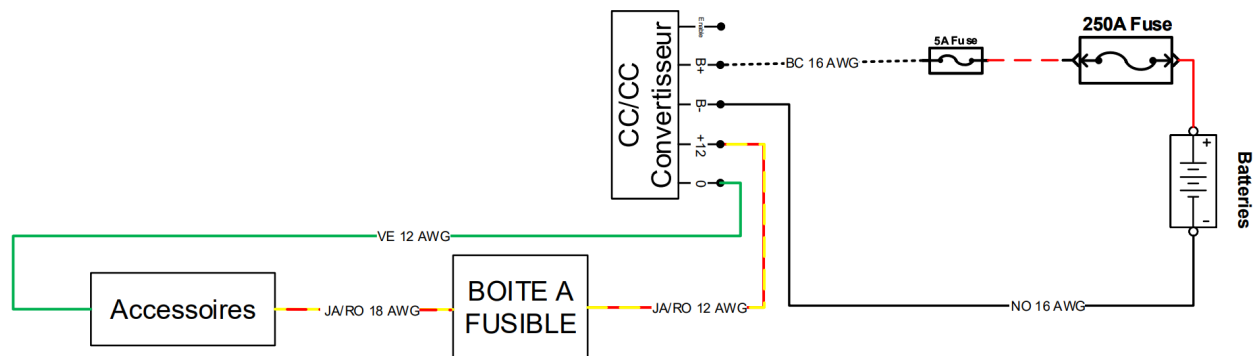 CC/CC
Convertisseur
Enable
B+
B-
+12
0
BC 16 AWG
5A Fuse
250A Fuse
+
-
Batteries
NO 16 AWG
VE 12 AWG
Accessoires
JA/RO 18 AWG
BOITE A
FUSIBLE
JA/RO 12 AWG